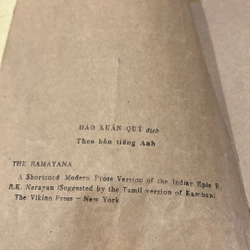 ĐÀO XUÂN QUÝ dịch
Theo bản tiếng Anh
THE RAMAYANA
A Shortened Modern Prose Version of the Indian Epic
R.K. Narayan (Suggested by the Tamil version of Kamban)
The Viking Press — New York